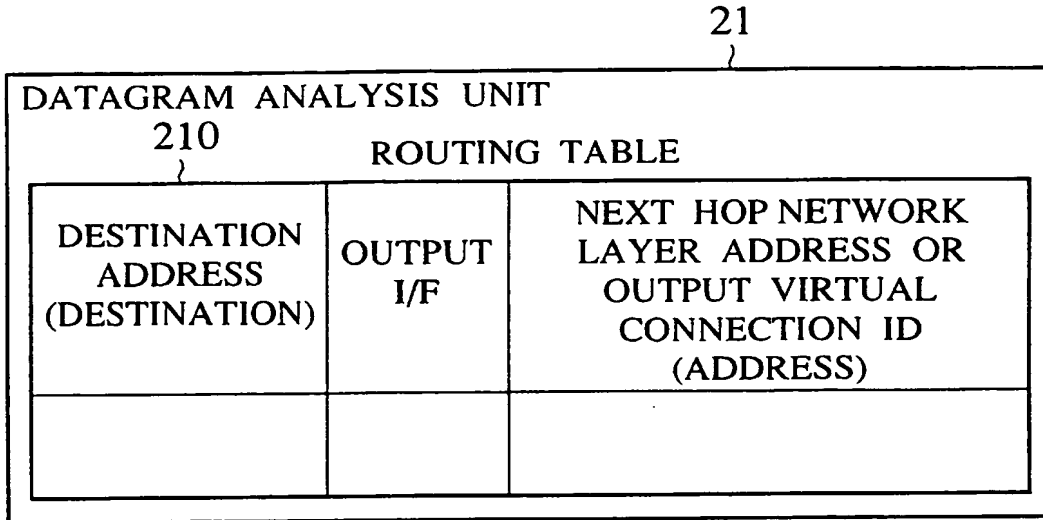 21
DATAGRAM ANALYSIS UNIT
210
ROUTING TABLE
DESTINATION
ADDRESS
(DESTINATION)
OUTPUT
I/F
NEXT HOP NETWORK
LAYER ADDRESS OR
OUTPUT VIRTUAL
CONNECTION ID
(ADDRESS)